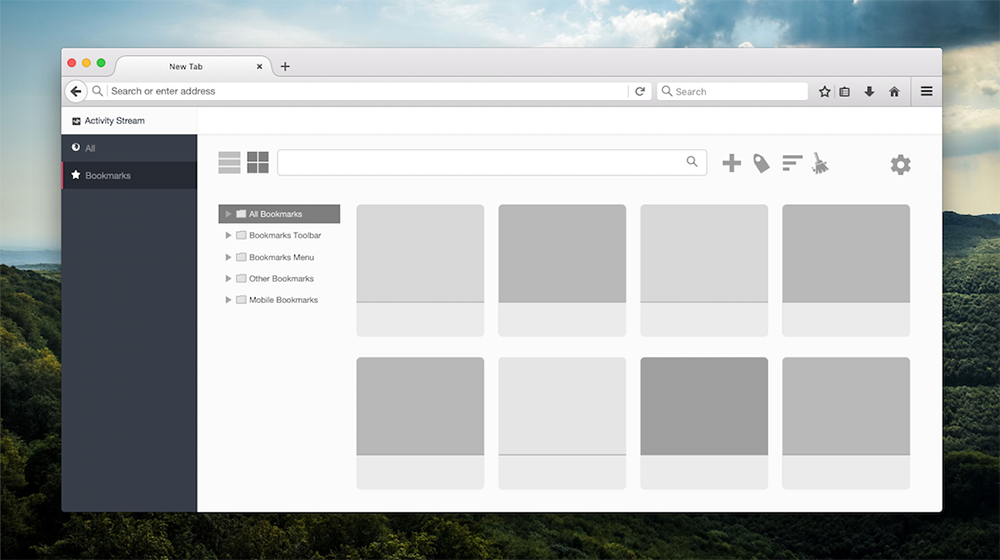 New Tab
Search or enter address
Search
Activity Stream
All
Bookmarks
All Bookmarks
Bookmarks Toolbar
Bookmarks Menu
Other Bookmarks
Mobile Bookmarks